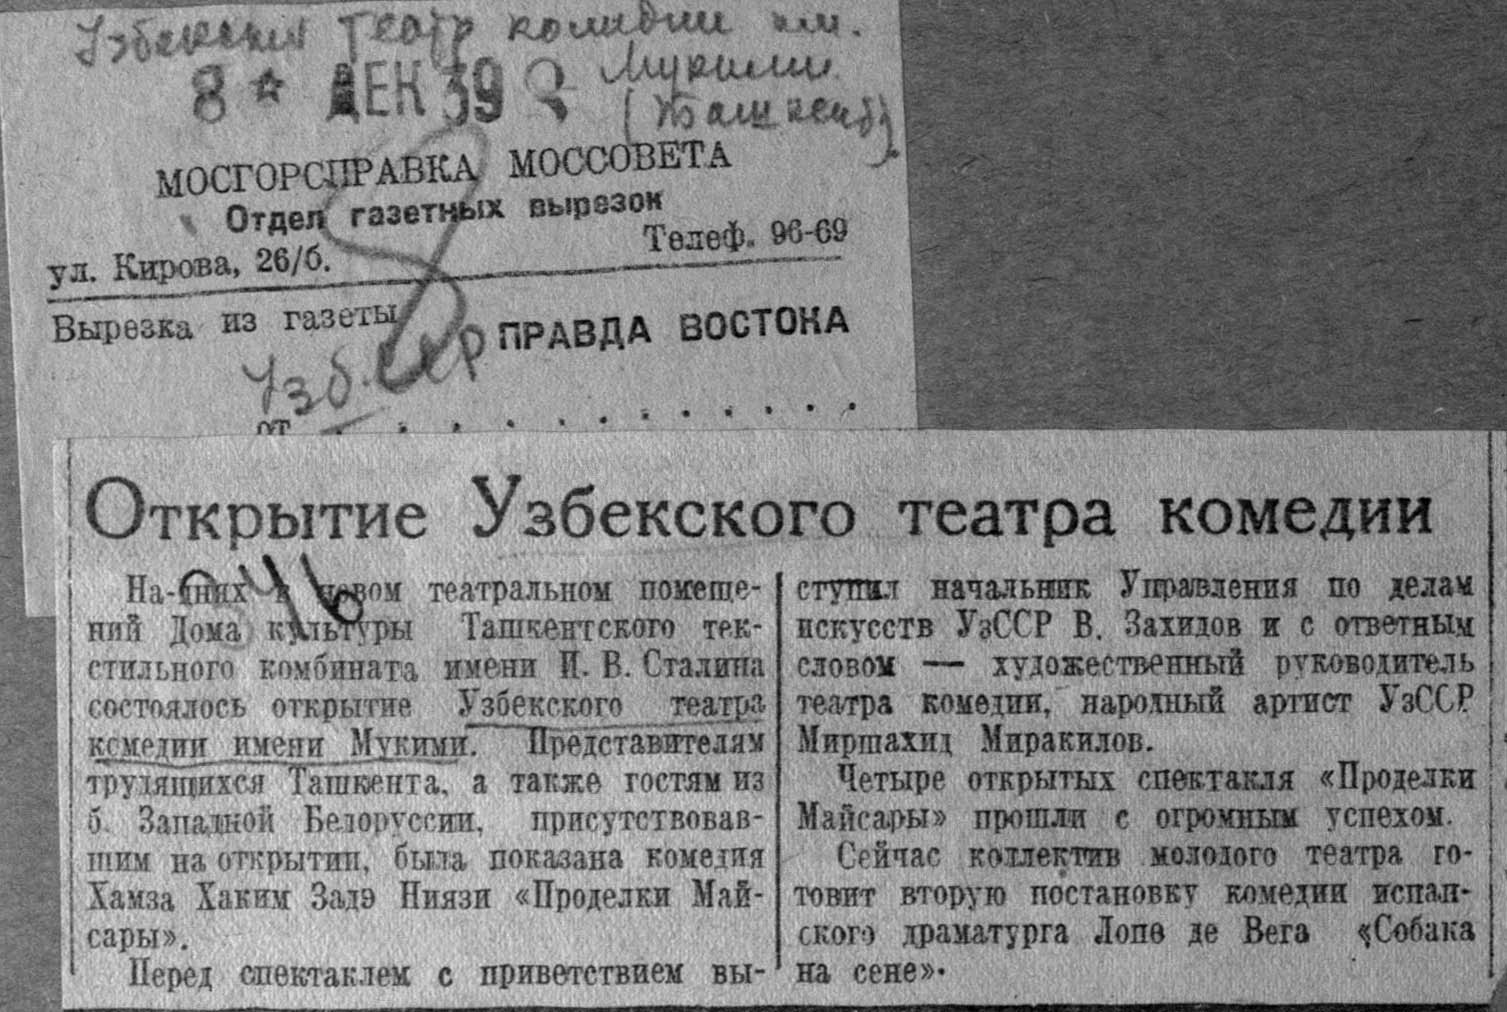 Узбекский театр комедии им.
Мукими
(Ташкент).
8 ☆ ДЕК 39
МОСГОРСПРАВКА МОССОВЕТА
Отдел газетных вырезок
ул. Кирова, 26/б.
Телеф. 96-69
Вырезка из газеты
ПРАВДА ВОСТОКА
Узб. ССР
от . . . . . . . . . . .
Открытие Узбекского театра комедии
На-днях в новом театральном помеще-
ний Дома культуры Ташкентского тек-
стильного комбината имени И. В. Сталина
состоялось открытие Узбекского театра
комедии имени Мукими. Представителям
трудящихся Ташкента, а также гостям из
б. Западной Белоруссии, присутствовав-
шим на открытии, была показана комедия
Хамза Хаким Задэ Ниязи «Проделки Май-
сары».
Перед спектаклем с приветствием вы-
ступил начальник Управления по делам
искусств УзССР В. Захидов и с ответным
словом — художественный руководитель
театра комедии, народный артист УзССР
Миршахид Миракилов.
Четыре открытых спектакля «Проделки
Майсары» прошли с огромным успехом.
Сейчас коллектив молодого театра го-
товит вторую постановку комедии испан-
ского драматурга Лопе де Вега «Собака
на сене».